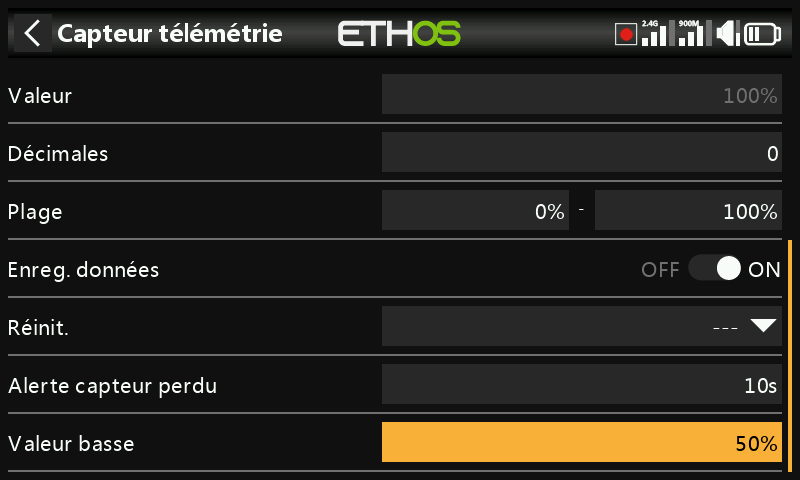 Capteur télémétrie ETHOS 2.4G 900M
Valeur 100%
Décimales 0
Plage 0% - 100%
Enreg. données OFF ON
Réinit. ---
Alerte capteur perdu 10s
Valeur basse 50%